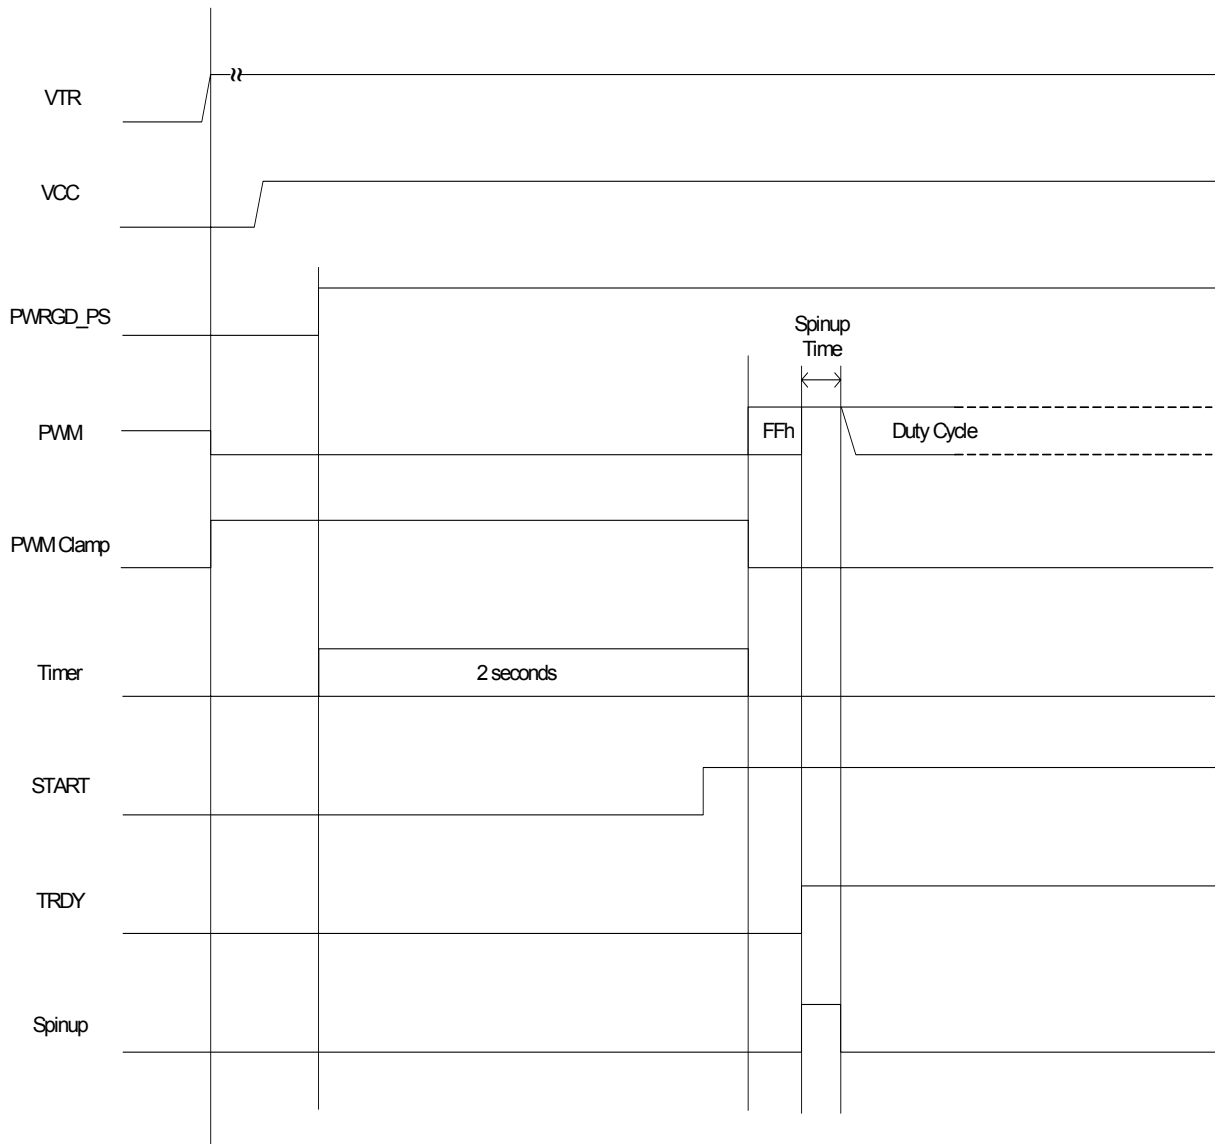 VTR
VCC
PWRGD_PS
Spinup
Time
PWM
FFh
Duty Cycle
PWM Clamp
Timer
2 seconds
START
TRDY
Spinup